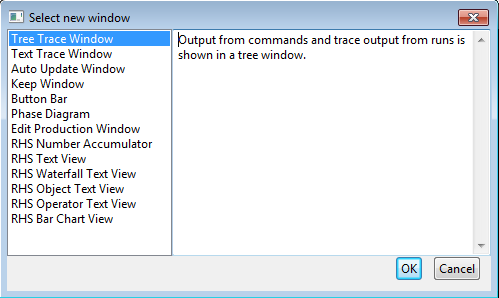 Select new window
Tree Trace Window
Text Trace Window
Auto Update Window
Keep Window
Button Bar
Phase Diagram
Edit Production Window
RHS Number Accumulator
RHS Text View
RHS Waterfall Text View
RHS Object Text View
RHS Operator Text View
RHS Bar Chart View
Output from commands and trace output from runs is
shown in a tree window.
OK
Cancel